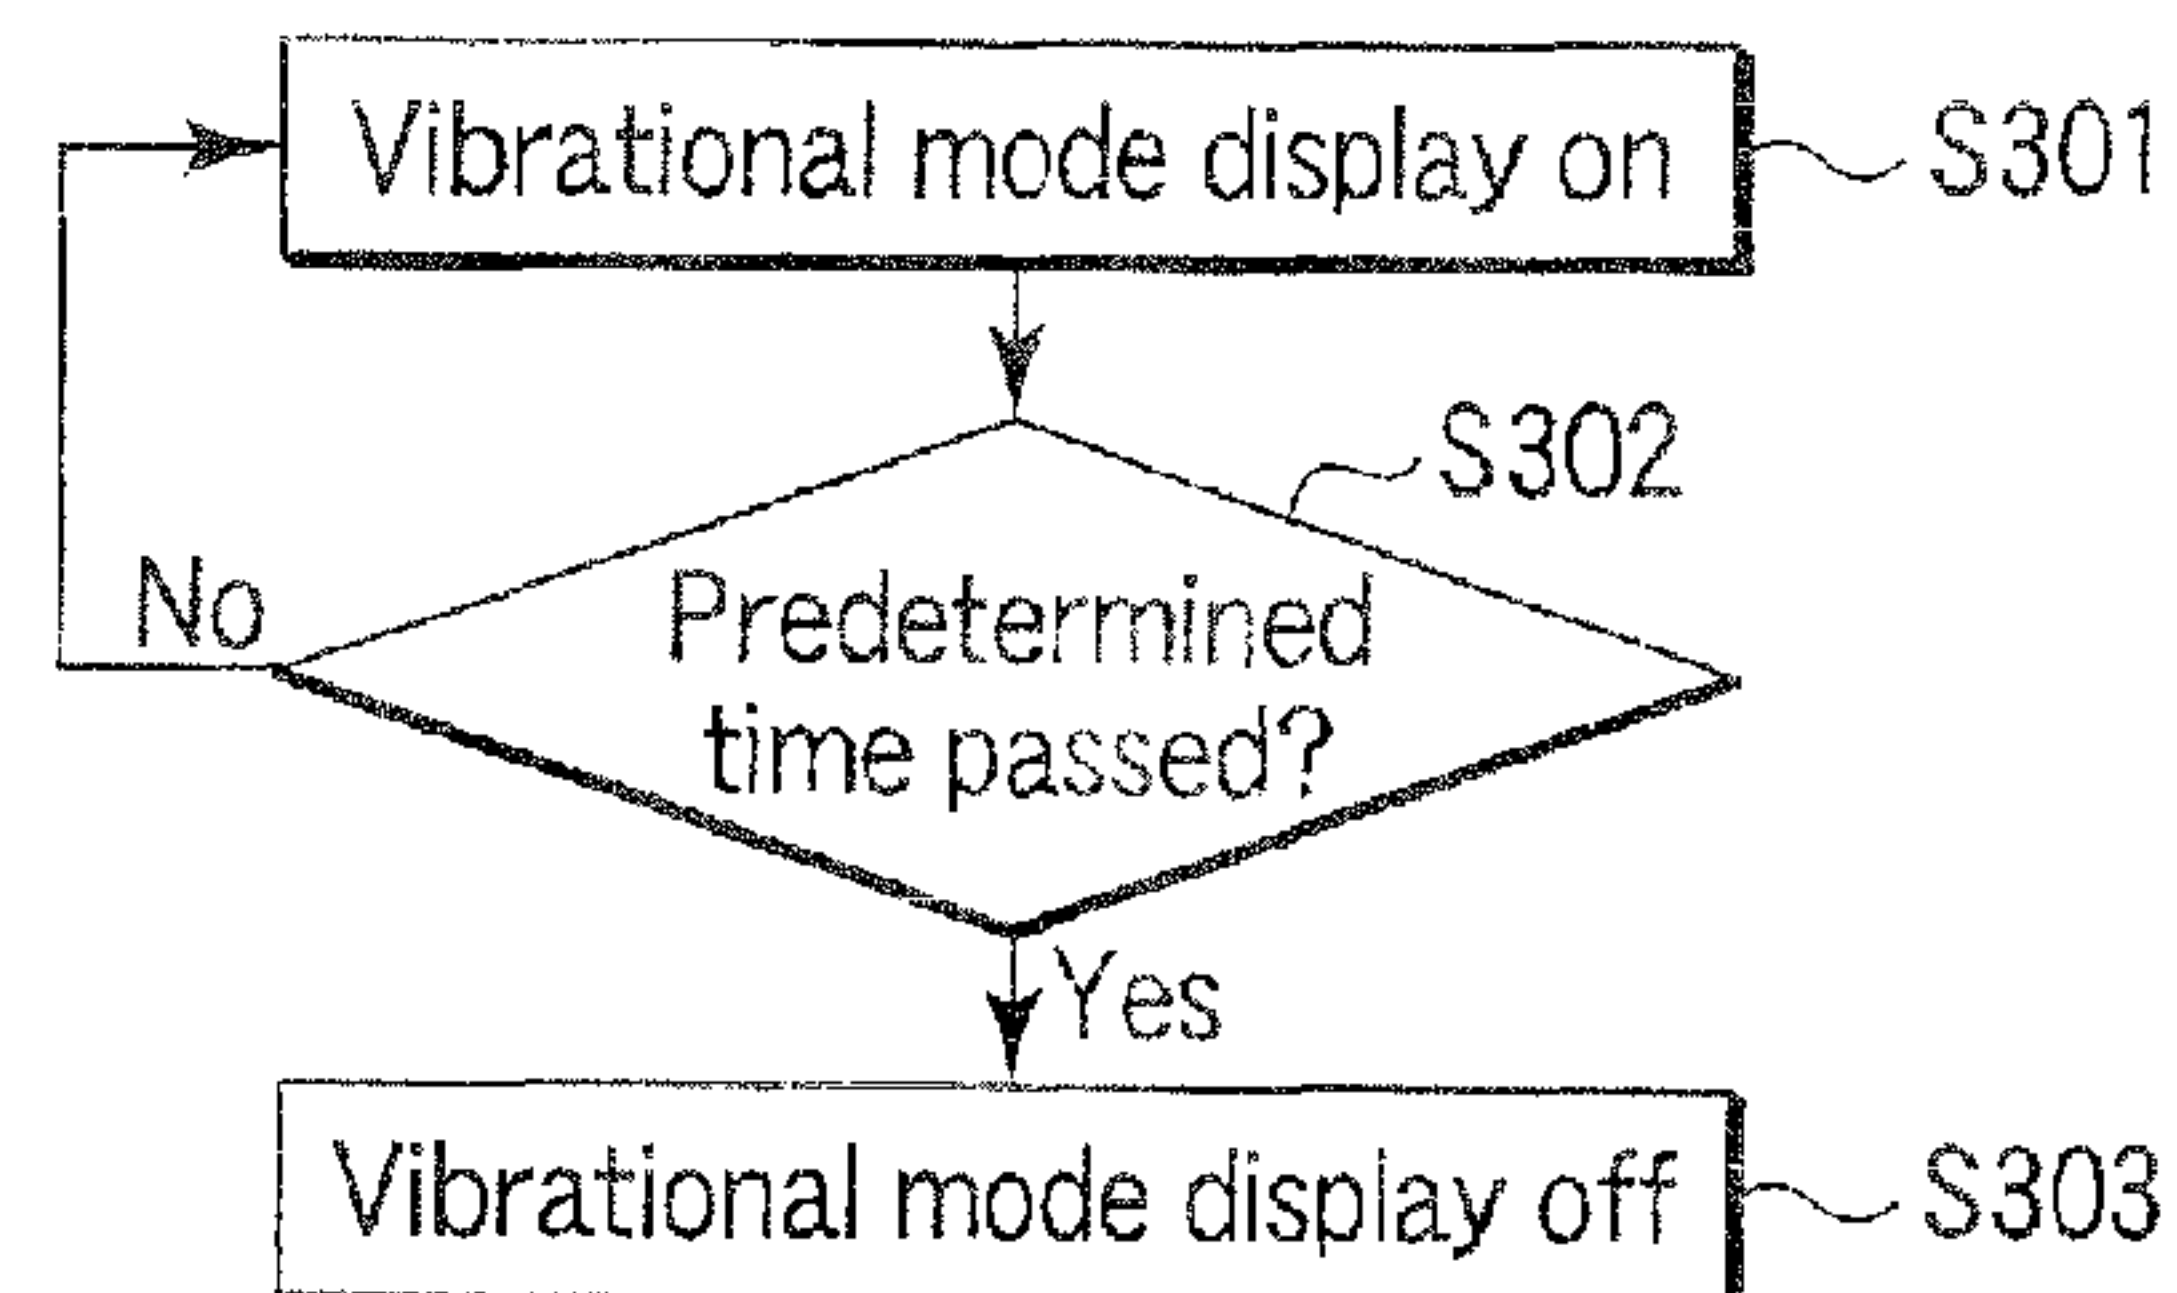 Vibrational mode display on
S301
S302
No
Predetermined
time passed?
Yes
Vibrational mode display off
S303